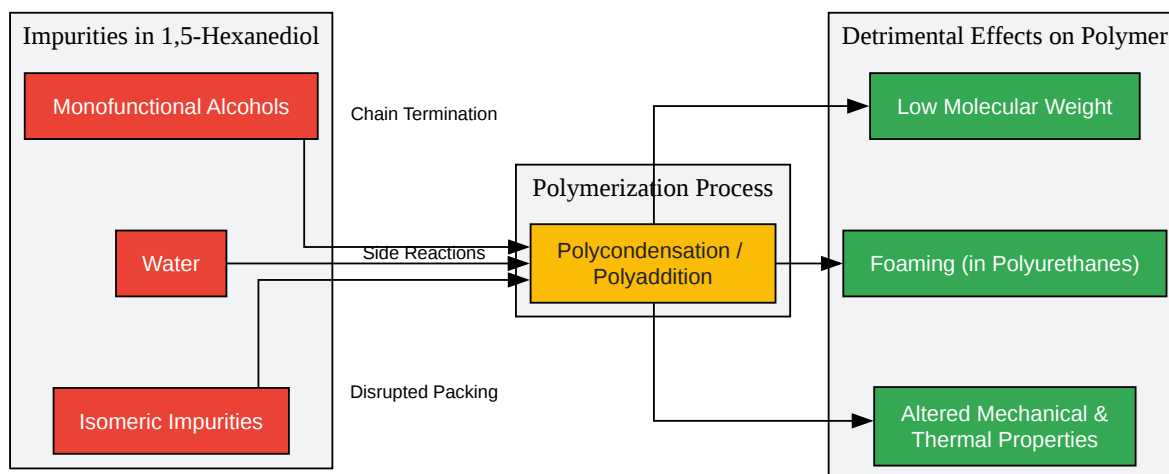 Impurities in 1,5-Hexanediol
Monofunctional Alcohols
Water
Isomeric Impurities
Chain Termination
Side Reactions
Disrupted Packing
Polymerization Process
Polycondensation /
Polyaddition
Detrimental Effects on Polymer
Low Molecular Weight
Foaming (in Polyurethanes)
Altered Mechanical &
Thermal Properties